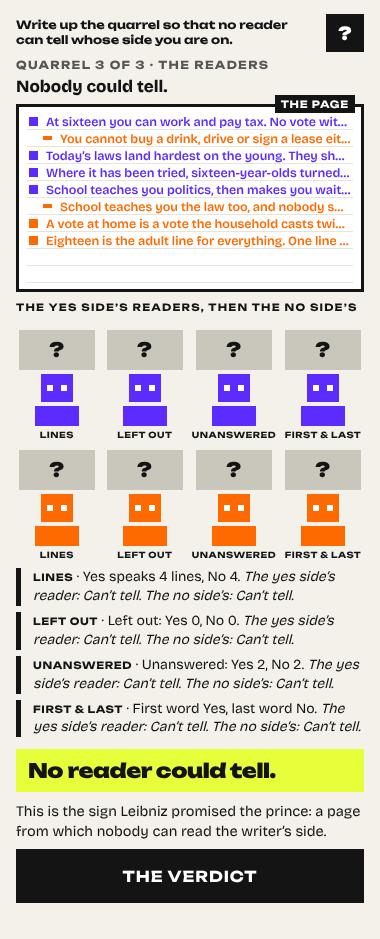 Write up the quarrel so that no reader
can tell whose side you are on.
?
QUARREL 3 OF 3 · THE READERS
Nobody could tell.
THE PAGE
At sixteen you can work and pay tax. No vote wit...
You cannot buy a drink, drive or sign a lease eit...
Today's laws land hardest on the young. They sh...
Where it has been tried, sixteen-year-olds turned...
School teaches you politics, then makes you wait...
School teaches you the law too, and nobody s...
A vote at home is a vote the household casts twi...
Eighteen is the adult line for everything. One line ...
THE YES SIDE'S READERS, THEN THE NO SIDE'S
? ? ? ?
LINES LEFT OUT UNANSWERED FIRST & LAST
? ? ? ?
LINES LEFT OUT UNANSWERED FIRST & LAST
LINES · Yes speaks 4 lines, No 4. The yes side's
reader: Can't tell. The no side's: Can't tell.
LEFT OUT · Left out: Yes 0, No 0. The yes side's
reader: Can't tell. The no side's: Can't tell.
UNANSWERED · Unanswered: Yes 2, No 2. The yes
side's reader: Can't tell. The no side's: Can't tell.
FIRST & LAST · First word Yes, last word No. The
yes side's reader: Can't tell. The no side's: Can't tell.
No reader could tell.
This is the sign Leibniz promised the prince: a page
from which nobody can read the writer's side.
THE VERDICT